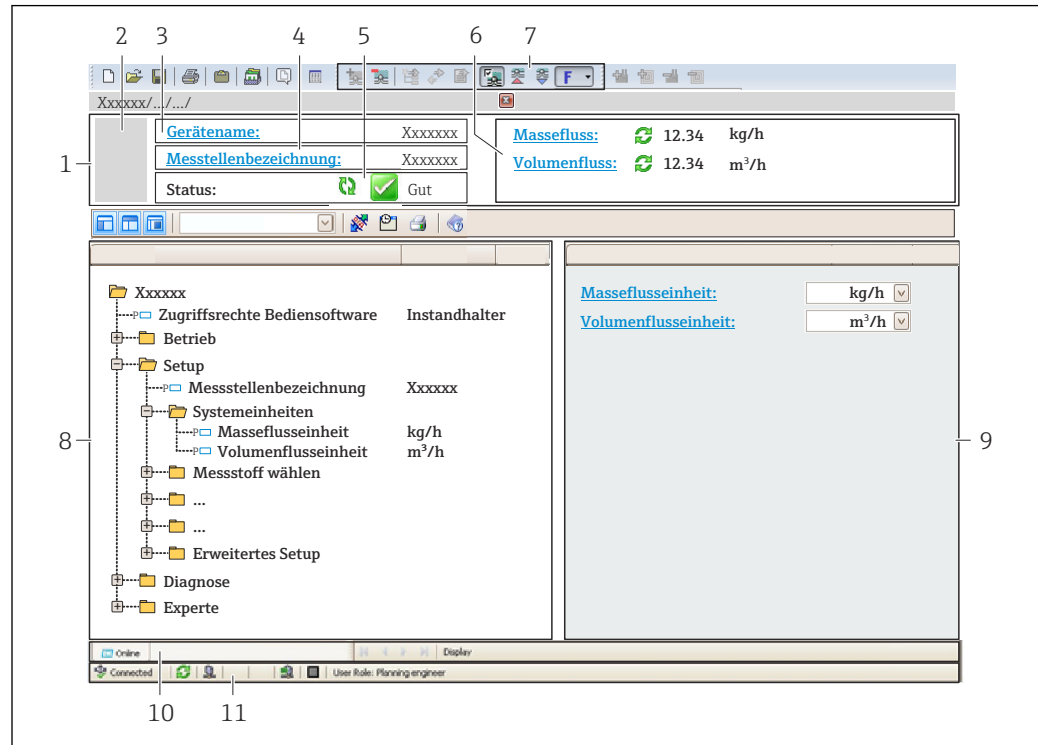 2 3 4 5 6 7
F
Xxxxxx/.../.../
1
Gerätename: Xxxxxxx
Messtellenbezeichnung: Xxxxxxx
Status: Gut
Massefluss: 12.34 kg/h
Volumenfluss: 12.34 m³/h
Xxxxxx
P Zugriffsrechte Bediensoftware Instandhalter
Betrieb
Setup
P Messstellenbezeichnung Xxxxxx
Systemeinheiten
P Masseflusseinheit kg/h
P Volumenflusseinheit m³/h
Messstoff wählen
...
...
Erweitertes Setup
Diagnose
Experte
8
Masseflusseinheit: kg/h
Volumenflusseinheit: m³/h
9
Online Display
Connected User Role: Planning engineer
10 11